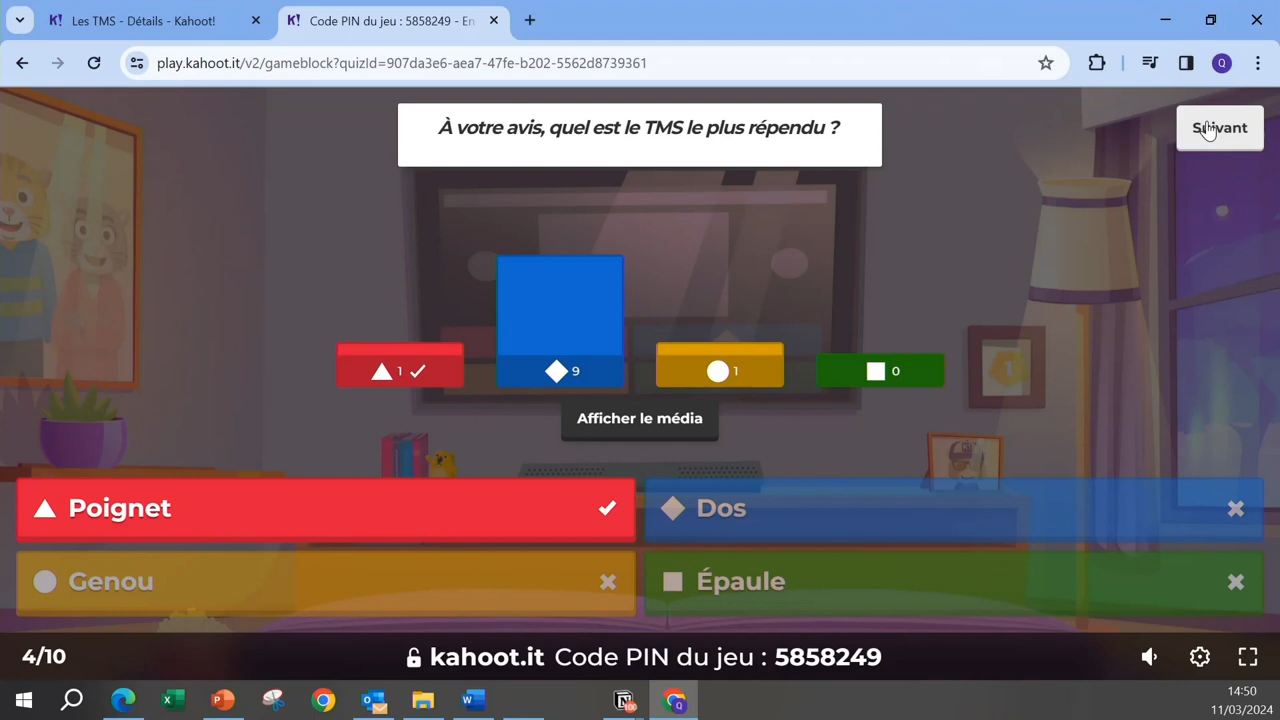 Les TMS - Détails - Kahoot!
Code PIN du jeu : 5858249 - En
play.kahoot.it/v2/gameblock?quizId=907da3e6-aea7-47fe-b202-5562d8739361
Q
À votre avis, quel est le TMS le plus répendu ?
Suivant
1
9
1
0
Afficher le média
Poignet
Dos
Genou
Épaule
4/10
kahoot.it Code PIN du jeu : 5858249
14:50
11/03/2024